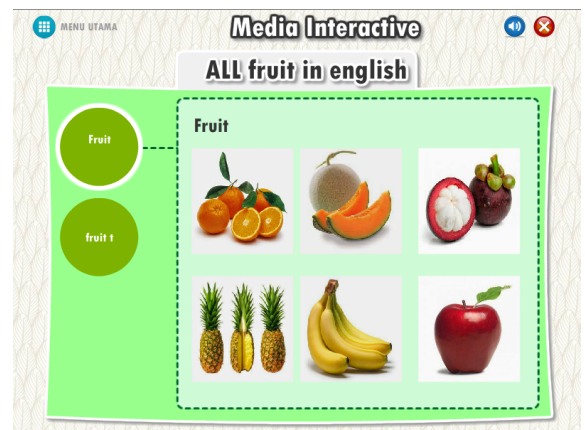 MENU UTAMA
Media Interactive
ALL fruit in english
Fruit
Fruit
fruit t